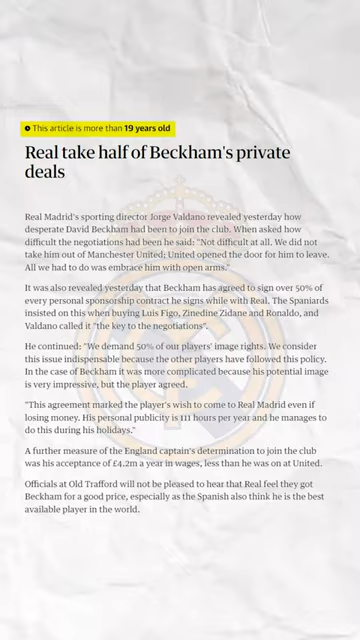 This article is more than 19 years old
Real take half of Beckham's private
deals
Real Madrid's sporting director Jorge Valdano revealed yesterday how
desperate David Beckham had been to join the club. When asked how
difficult the negotiations had been he said: "Not difficult at all. We did not
take him out of Manchester United; United opened the door for him to leave.
All we had to do was embrace him with open arms."
It was also revealed yesterday that Beckham has agreed to sign over 50% of
every personal sponsorship contract he signs while with Real. The Spaniards
insisted on this when buying Luis Figo, Zinedine Zidane and Ronaldo, and
Valdano called it "the key to the negotiations".
He continued: "We demand 50% of our players' image rights. We consider
this issue indispensable because the other players have followed this policy.
In the case of Beckham it was more complicated because his potential image
is very impressive, but the player agreed.
"This agreement marked the player's wish to come to Real Madrid even if
losing money. His personal publicity is 111 hours per year and he manages to
do this during his holidays."
A further measure of the England captain's determination to join the club
was his acceptance of £4.2m a year in wages, less than he was on at United.
Officials at Old Trafford will not be pleased to hear that Real feel they got
Beckham for a good price, especially as the Spanish also think he is the best
available player in the world.